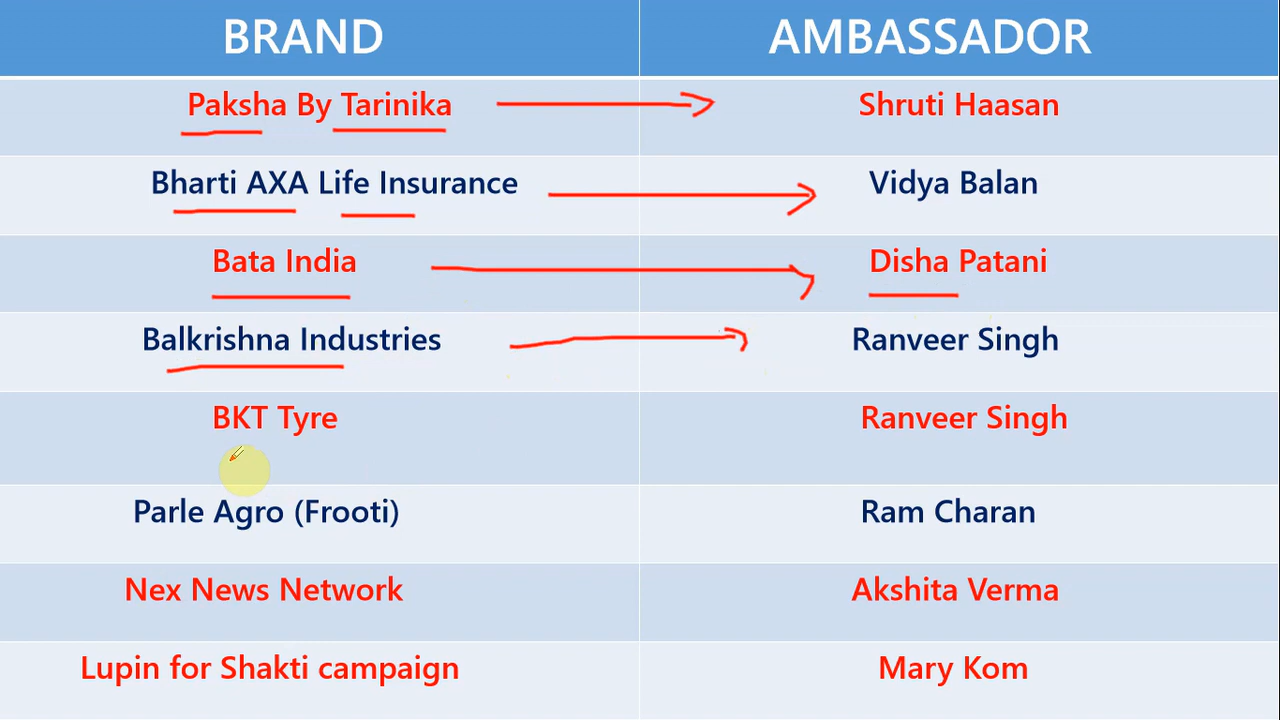 BRAND AMBASSADOR
Paksha By Tarinika Shruti Haasan
Bharti AXA Life Insurance Vidya Balan
Bata India Disha Patani
Balkrishna Industries Ranveer Singh
BKT Tyre Ranveer Singh
Parle Agro (Frooti) Ram Charan
Nex News Network Akshita Verma
Lupin for Shakti campaign Mary Kom